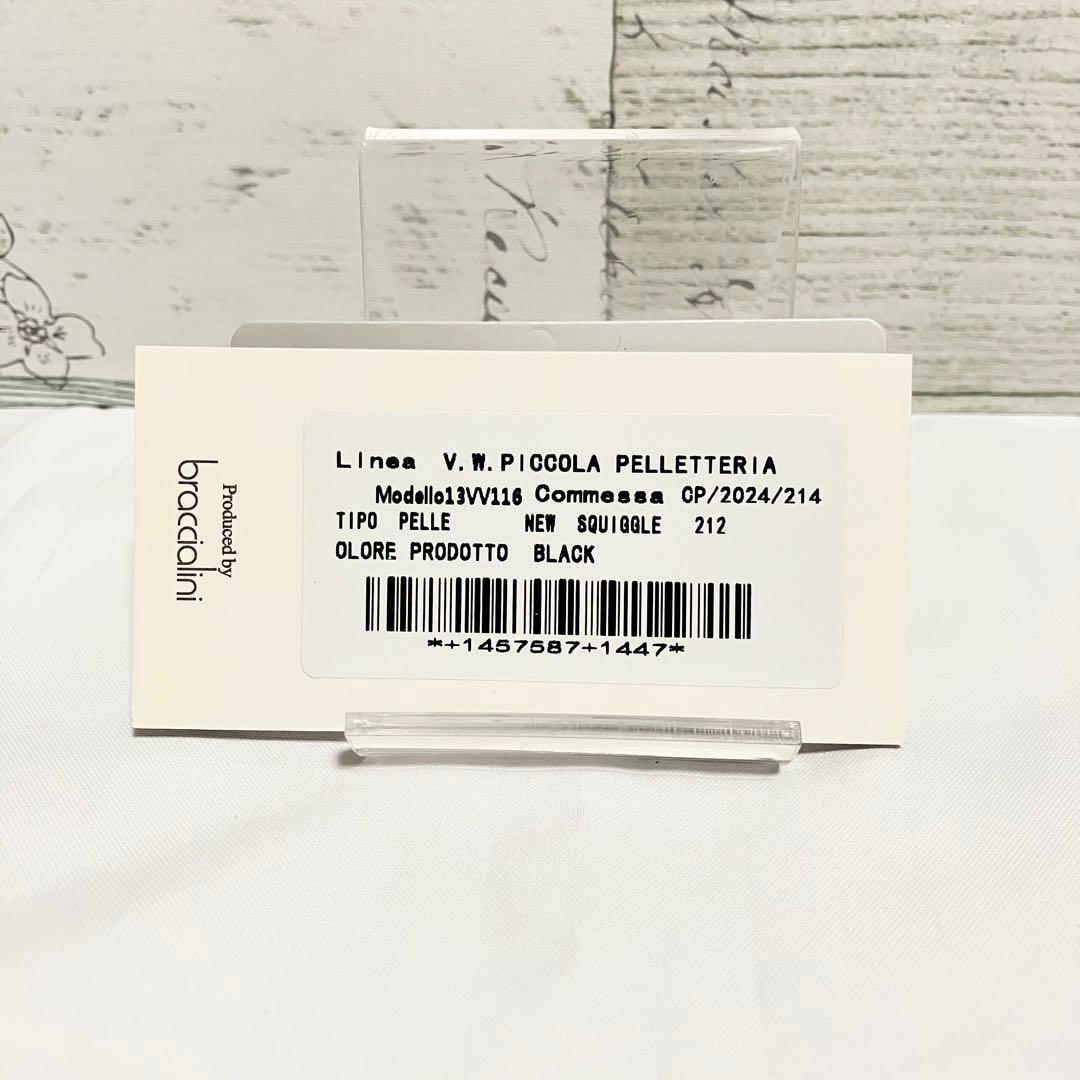 Linea V.W.PICCOLA PELLETTERIA
Modello13VV116 Commessa CP/2024/214
TIPO PELLE NEW SQUIGGLE 212
OLORE PRODOTTO BLACK
*+1457587+1447*
Produced by
braccialini